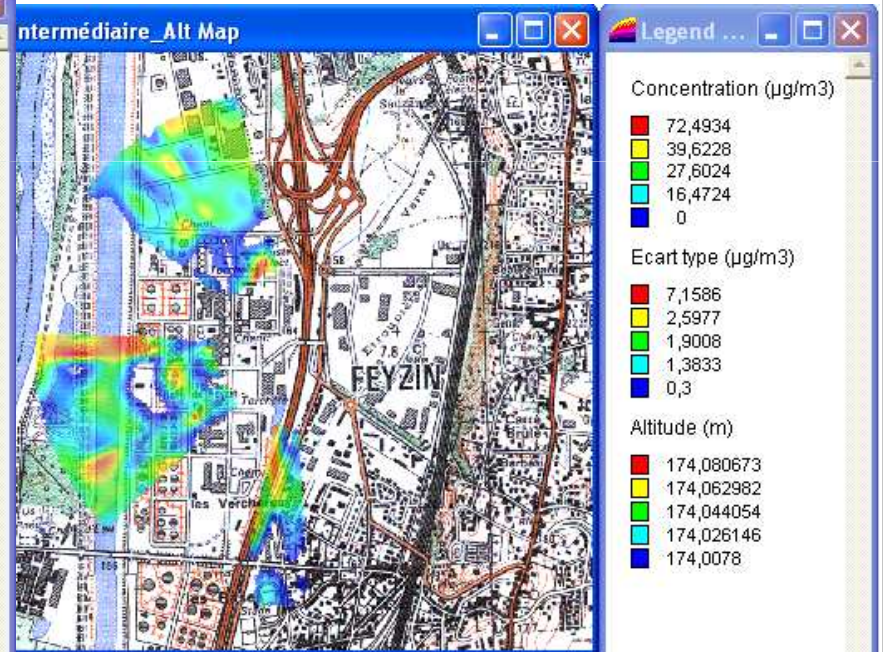 ntermédiaire_Alt Map
Legend ...
Concentration (µg/m3)
72,4934
39,6228
27,6024
16,4724
0
Ecart type (µg/m3)
7,1586
2,5977
1,9008
1,3833
0,3
Altitude (m)
174,080673
174,062982
174,044054
174,026146
174,0078
Vernay
FEYZIN
les Verch